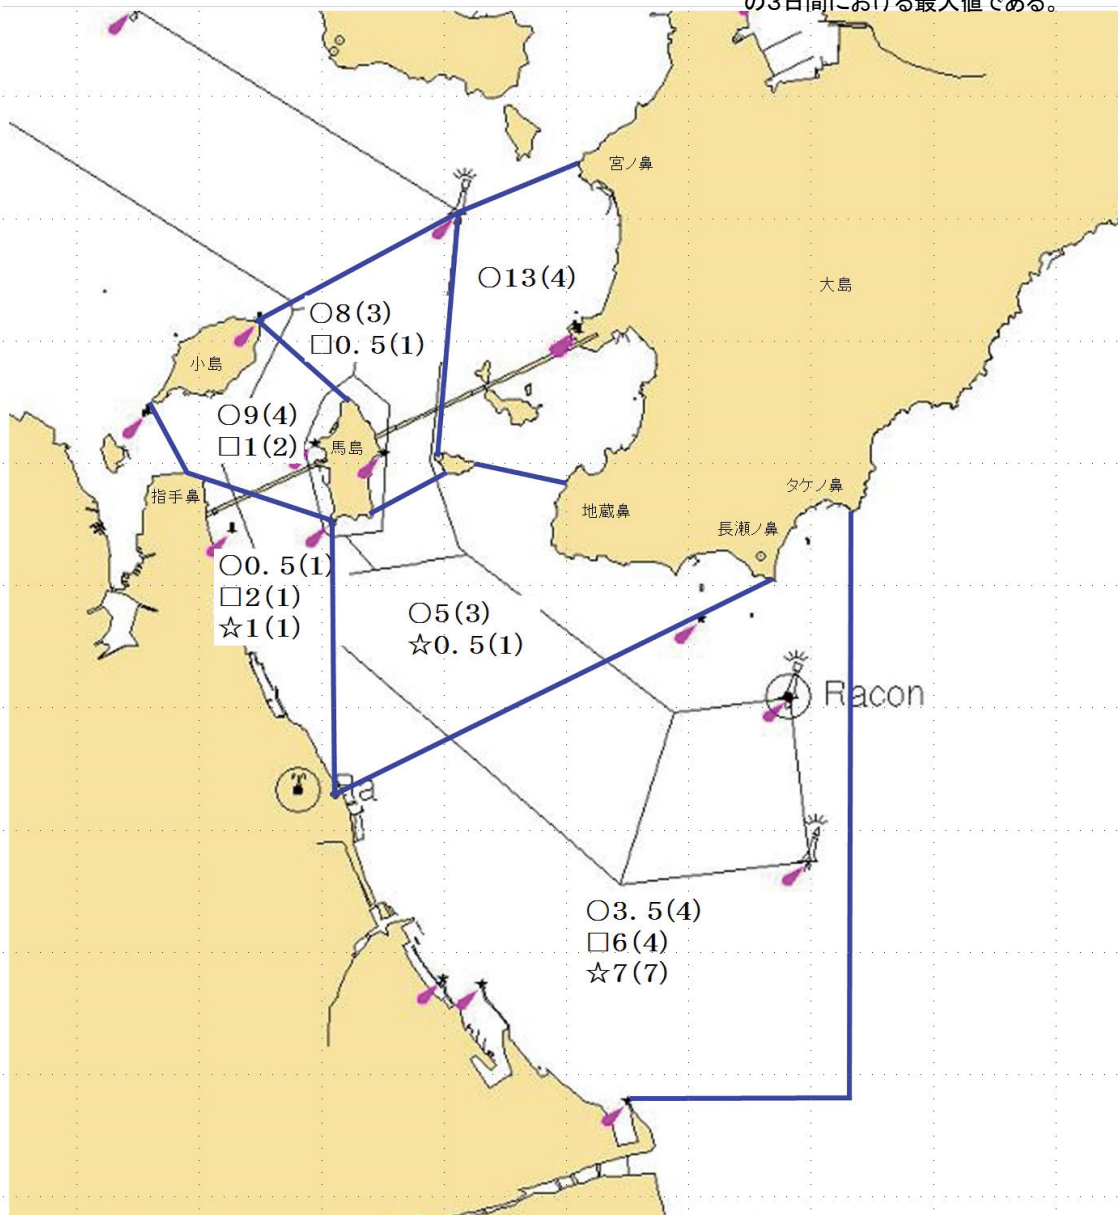 の3日間における最大値である。
宮ノ鼻
大島
○13(4)
○8(3)
□0.5(1)
小島
○9(4)
□1(2)
馬島
指手鼻
タケノ鼻
地蔵鼻
長瀬ノ鼻
○0.5(1)
□2(1)
☆1(1)
○5(3)
☆0.5(1)
Racon
Ra
○3.5(4)
□6(4)
☆7(7)